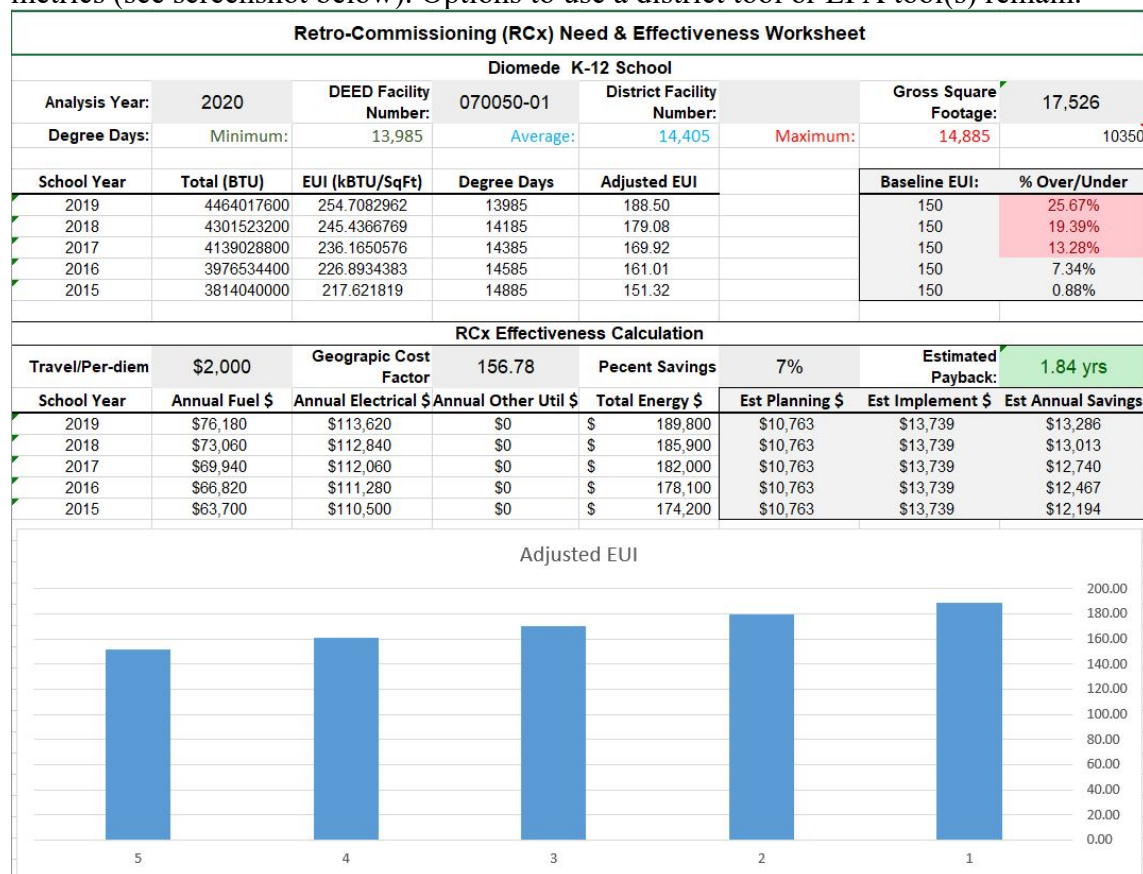 metrics (see screenshot below). Options to use a district tool or EPA tool(s) remain.
Retro-Commissioning (RCx) Need & Effectiveness Worksheet
Diomede K-12 School
Analysis Year: 2020 DEED Facility Number: 070050-01 District Facility Number: Gross Square Footage: 17,526
Degree Days: Minimum: 13,985 Average: 14,405 Maximum: 14,885 10350
School Year Total (BTU) EUI (kBTU/SqFt) Degree Days Adjusted EUI Baseline EUI: % Over/Under
2019 4464017600 254.7082962 13985 188.50 150 25.67%
2018 4301523200 245.4366769 14185 179.08 150 19.39%
2017 4139028800 236.1650576 14385 169.92 150 13.28%
2016 3976534400 226.8934383 14585 161.01 150 7.34%
2015 3814040000 217.621819 14885 151.32 150 0.88%
RCx Effectiveness Calculation
Travel/Per-diem $2,000 Geograpic Cost Factor 156.78 Pecent Savings 7% Estimated Payback: 1.84 yrs
School Year Annual Fuel $ Annual Electrical $ Annual Other Util $ Total Energy $ Est Planning $ Est Implement $ Est Annual Savings
2019 $76,180 $113,620 $0 $ 189,800 $10,763 $13,739 $13,286
2018 $73,060 $112,840 $0 $ 185,900 $10,763 $13,739 $13,013
2017 $69,940 $112,060 $0 $ 182,000 $10,763 $13,739 $12,740
2016 $66,820 $111,280 $0 $ 178,100 $10,763 $13,739 $12,467
2015 $63,700 $110,500 $0 $ 174,200 $10,763 $13,739 $12,194
Adjusted EUI
200.00
180.00
160.00
140.00
120.00
100.00
80.00
60.00
40.00
20.00
0.00
5 4 3 2 1